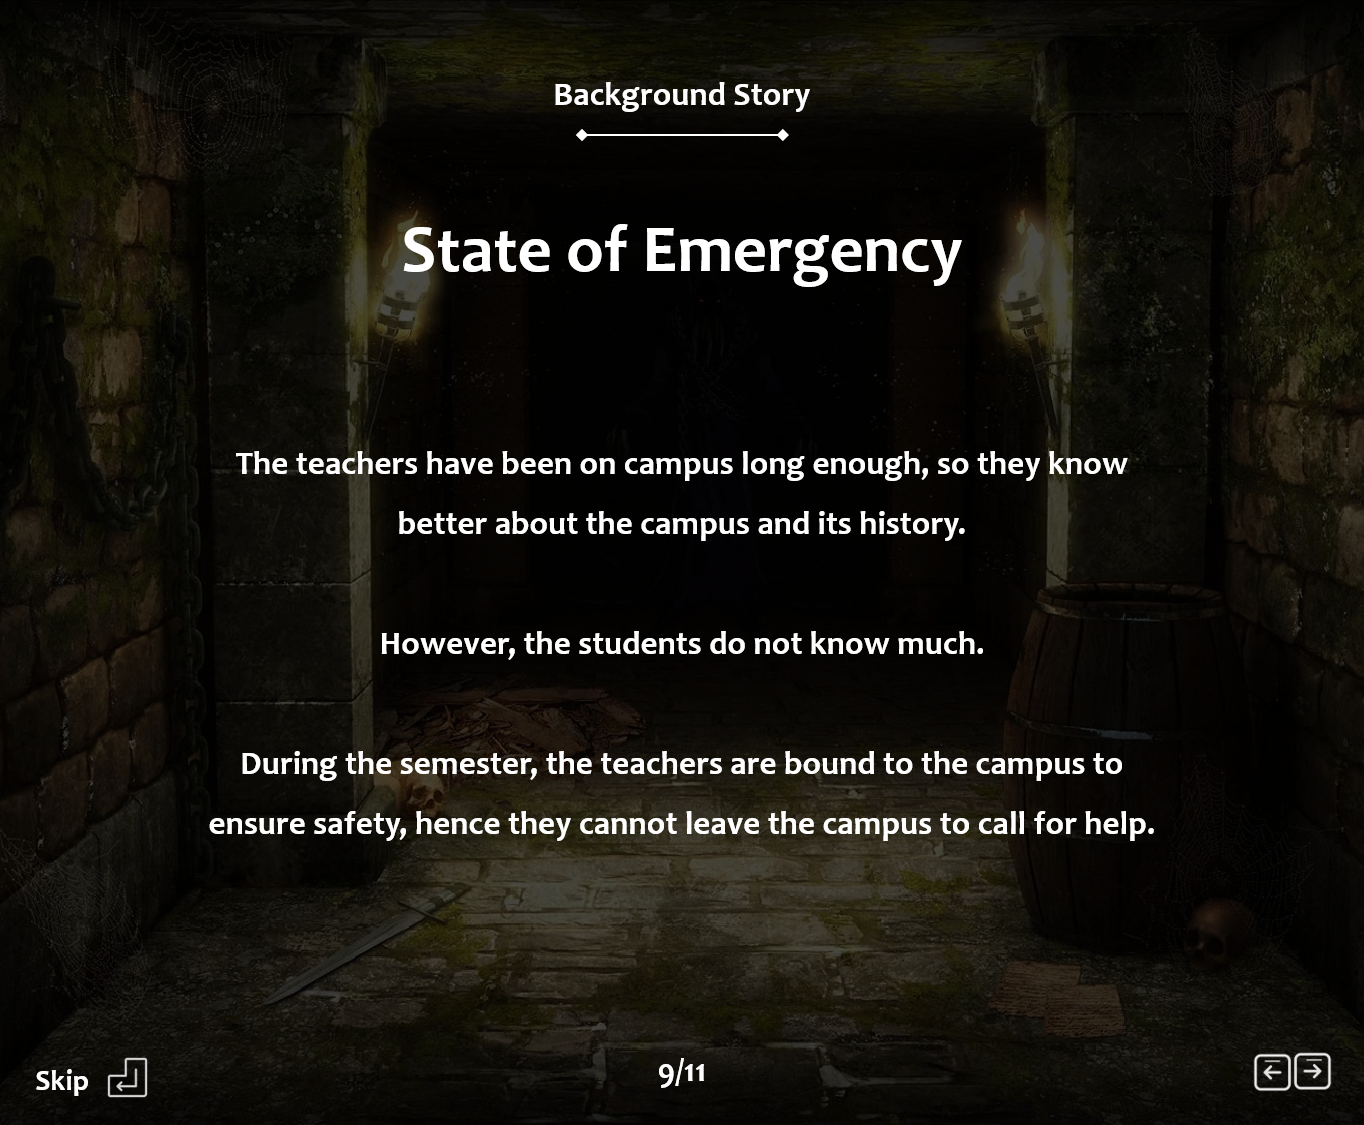 Background Story
State of Emergency
The teachers have been on campus long enough, so they know
better about the campus and its history.
However, the students do not know much.
During the semester, the teachers are bound to the campus to
ensure safety, hence they cannot leave the campus to call for help.
Skip
9/11